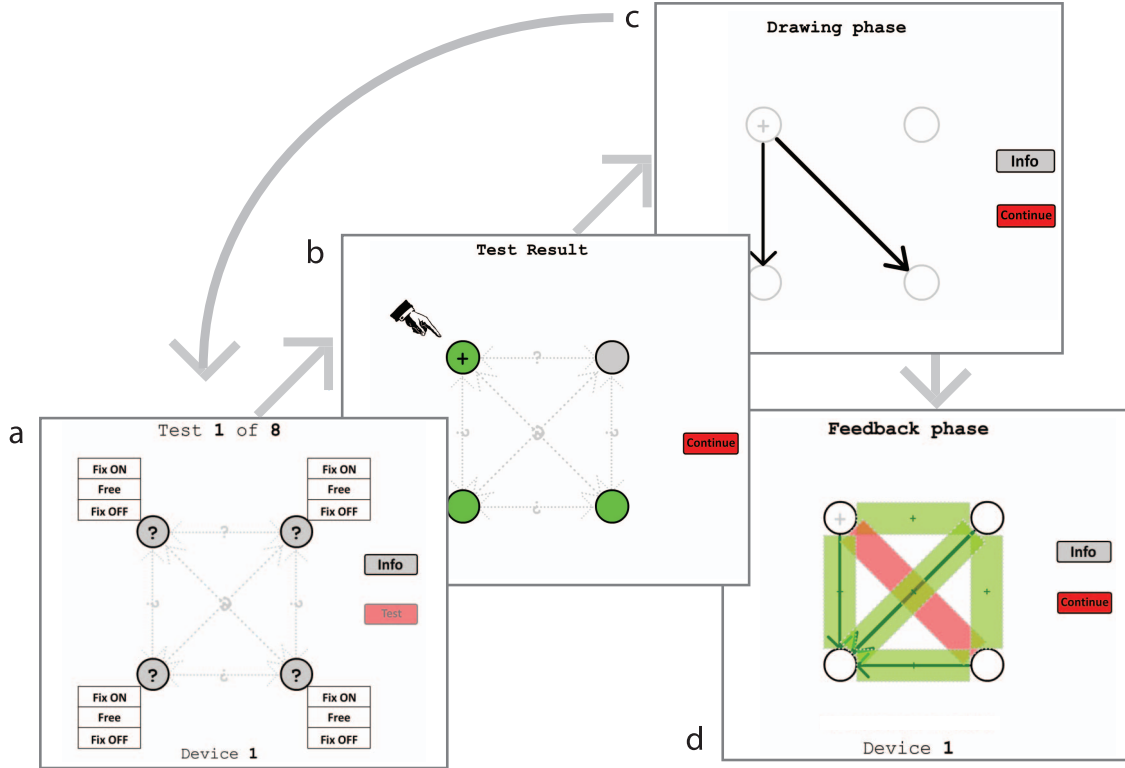 c
Drawing phase
+
Info
Continue
b
Test Result
+
?
?
?
?
?
Continue
a
Test 1 of 8
Fix ON
Free
Fix OFF
Fix ON
Free
Fix OFF
?
?
?
Info
?
?
?
Test
?
?
?
Fix ON
Free
Fix OFF
Fix ON
Free
Fix OFF
Device 1
Feedback phase
+
+
Info
+
+
+
Continue
+
d
Device 1